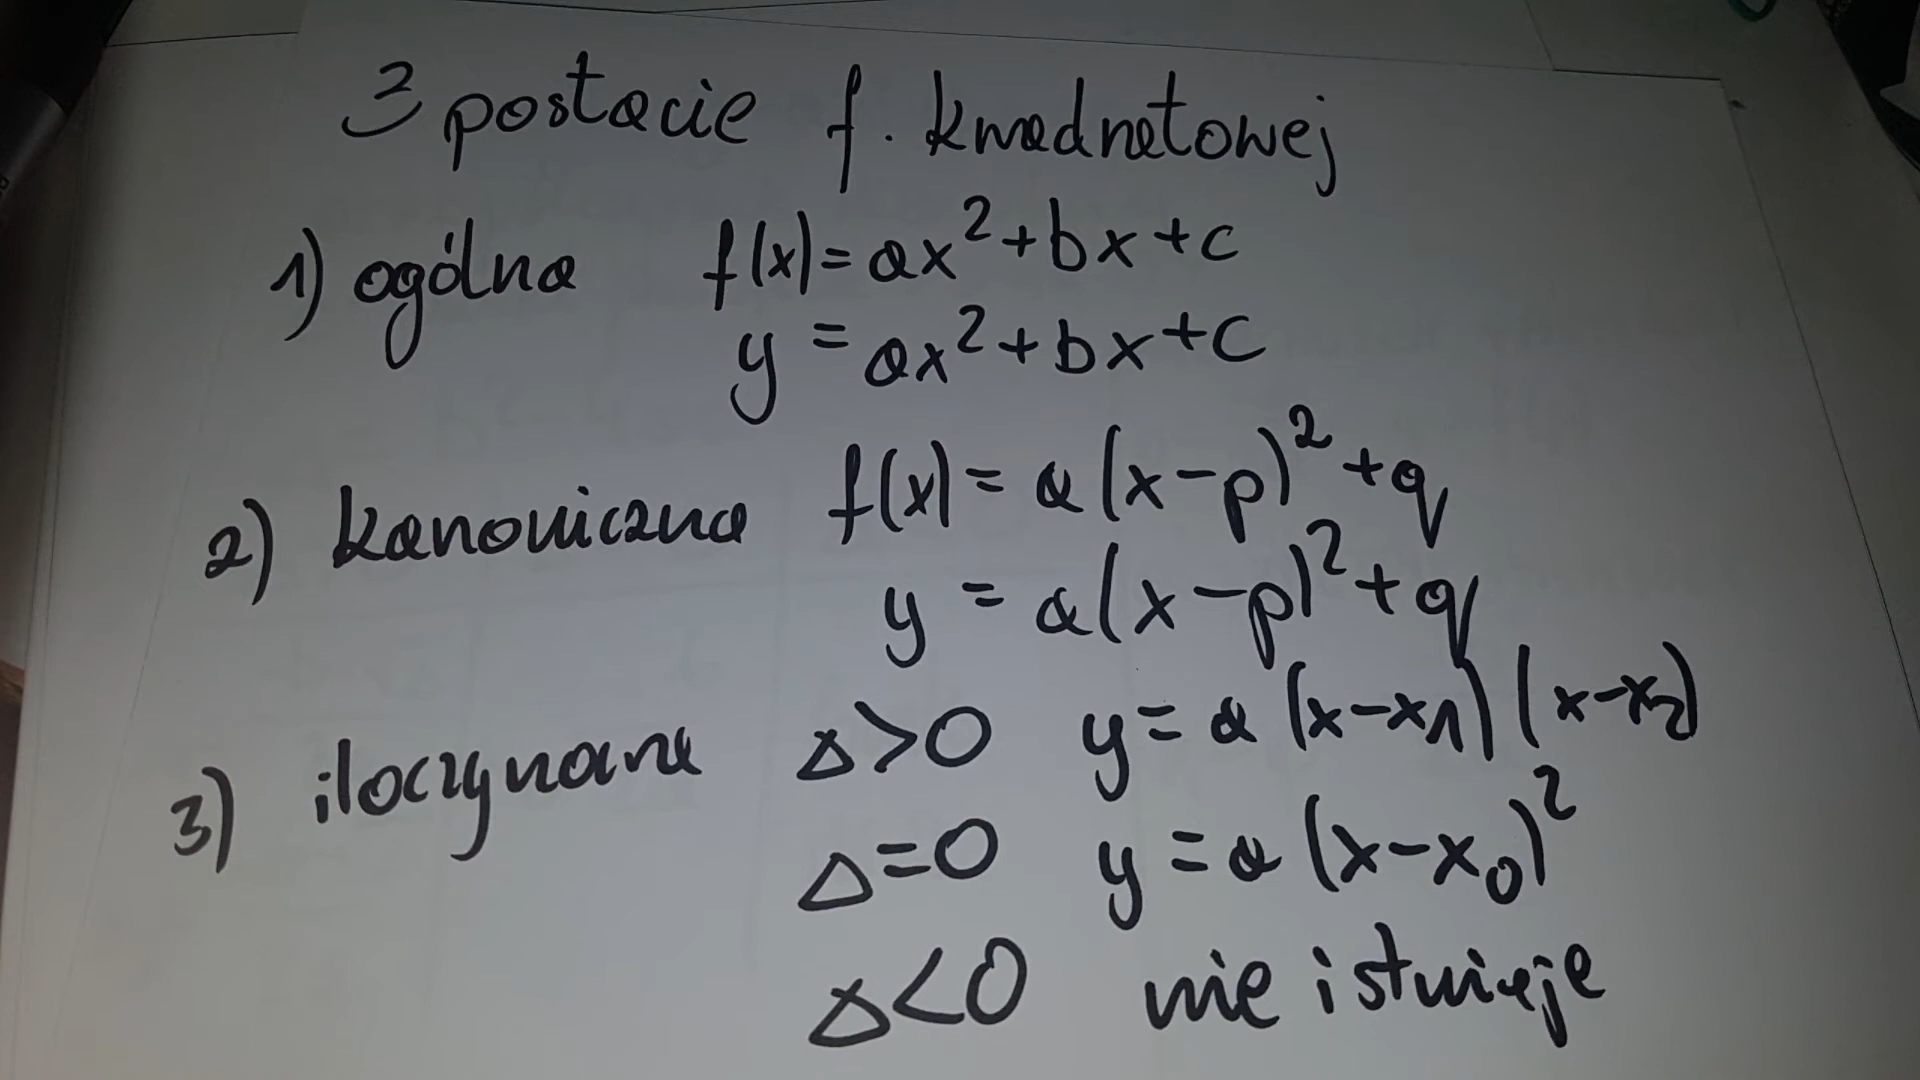 3 postacie f. kwadratowej
1) ogólna f(x)=ax²+bx+c
y=ax²+bx+c
2) kanoniczna f(x)=a(x-p)²+q
y=a(x-p)²+q
3) iloczynowa Δ>0 y=a(x-x₁)(x-x₂)
Δ=0 y=a(x-x₀)²
Δ<0 nie istnieje